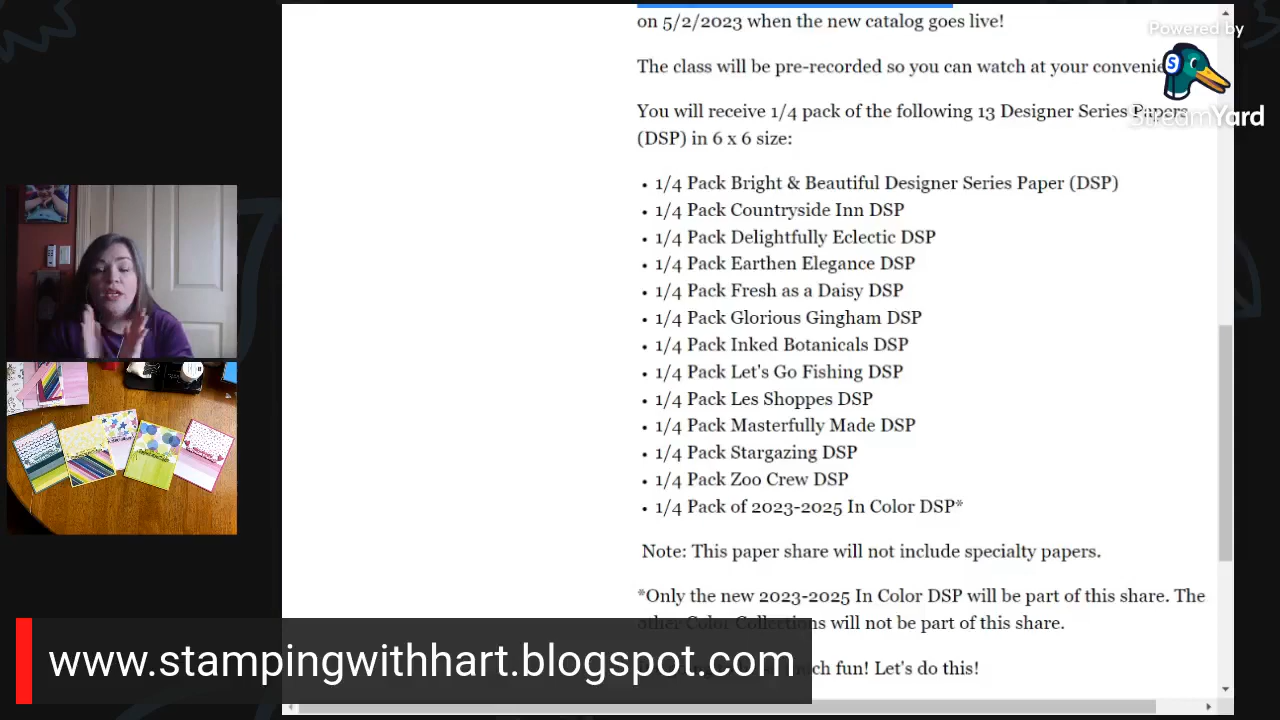 on 5/2/2023 when the new catalog goes live!
Powered by
The class will be pre-recorded so you can watch at your
StreamYard
You will receive 1/4 pack of the following 13 Designer Series Papers
(DSP) in 6 x 6 size:
• 1/4 Pack Bright & Beautiful Designer Series Paper (DSP)
• 1/4 Pack Countryside Inn DSP
• 1/4 Pack Delightfully Eclectic DSP
• 1/4 Pack Earthen Elegance DSP
• 1/4 Pack Fresh as a Daisy DSP
• 1/4 Pack Glorious Gingham DSP
• 1/4 Pack Inked Botanicals DSP
• 1/4 Pack Let's Go Fishing DSP
• 1/4 Pack Les Shoppes DSP
• 1/4 Pack Masterfully Made DSP
• 1/4 Pack Stargazing DSP
• 1/4 Pack Zoo Crew DSP
• 1/4 Pack of 2023-2025 In Color DSP*
Note: This paper share will not include specialty papers.
*Only the new 2023-2025 In Color DSP will be part of this share. The
other Color Collections will not be part of this share.
much fun! Let's do this!
www.stampingwithhart.blogspot.com